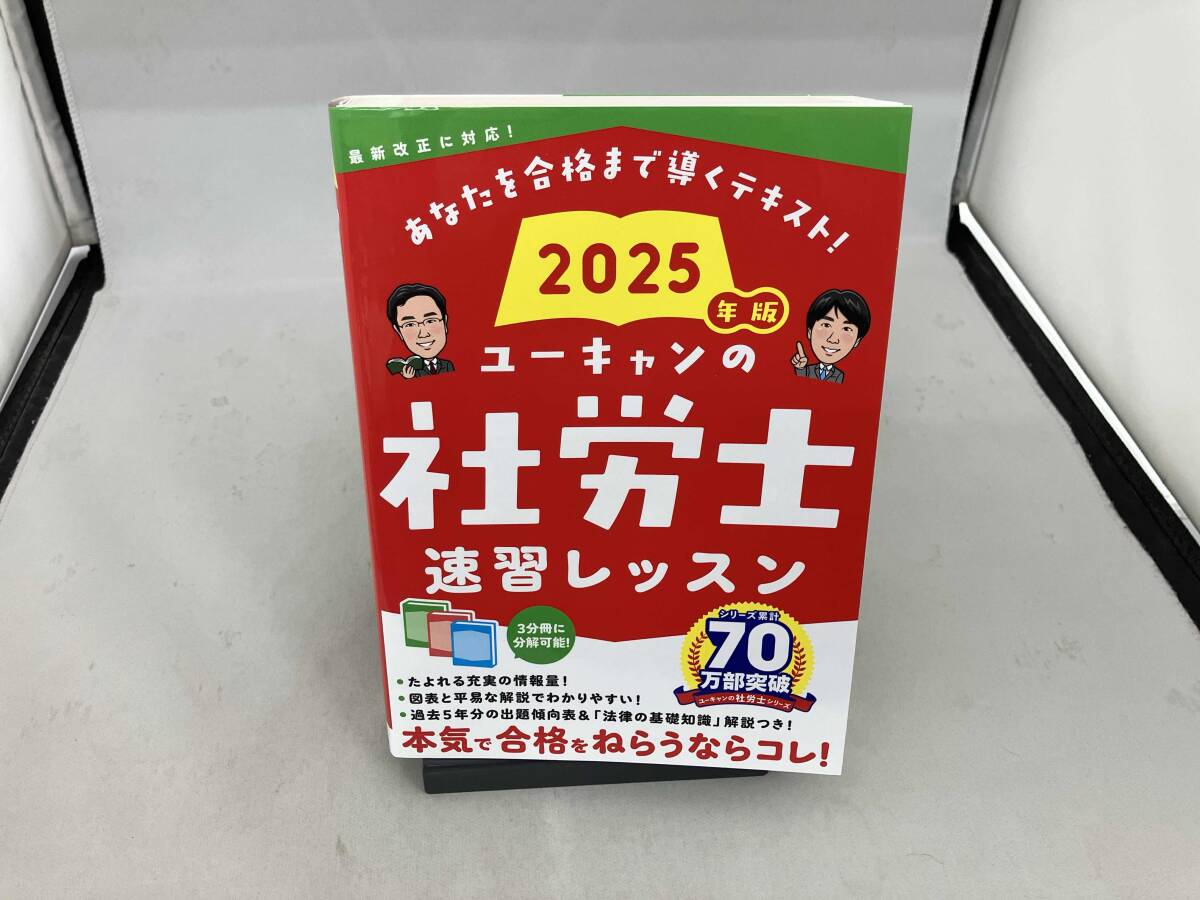 最新改正に対応!
あなたを合格まで導くテキスト!
2025
年版
ユーキャンの
社労士
速習レッスン
3分冊に
分解可能!
シリーズ累計
70
万部突破
ユーキャンの社労士シリーズ
• たよれる充実の情報量!
• 図表と平易な解説でわかりやすい!
• 過去5年分の出題傾向表&「法律の基礎知識」解説つき!
本気で合格をねらうならコレ!